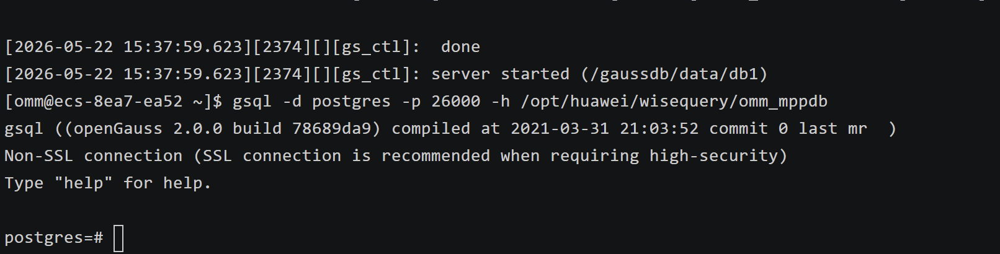 [2026-05-22 15:37:59.623][2374][][gs_ctl]:  done
[2026-05-22 15:37:59.623][2374][][gs_ctl]: server started (/gaussdb/data/db1)
[omm@ecs-8ea7-ea52 ~]$ gsql -d postgres -p 26000 -h /opt/huawei/wisequery/omm_mppdb
gsql ((openGauss 2.0.0 build 78689da9) compiled at 2021-03-31 21:03:52 commit 0 last mr  )
Non-SSL connection (SSL connection is recommended when requiring high-security)
Type "help" for help.
postgres=#